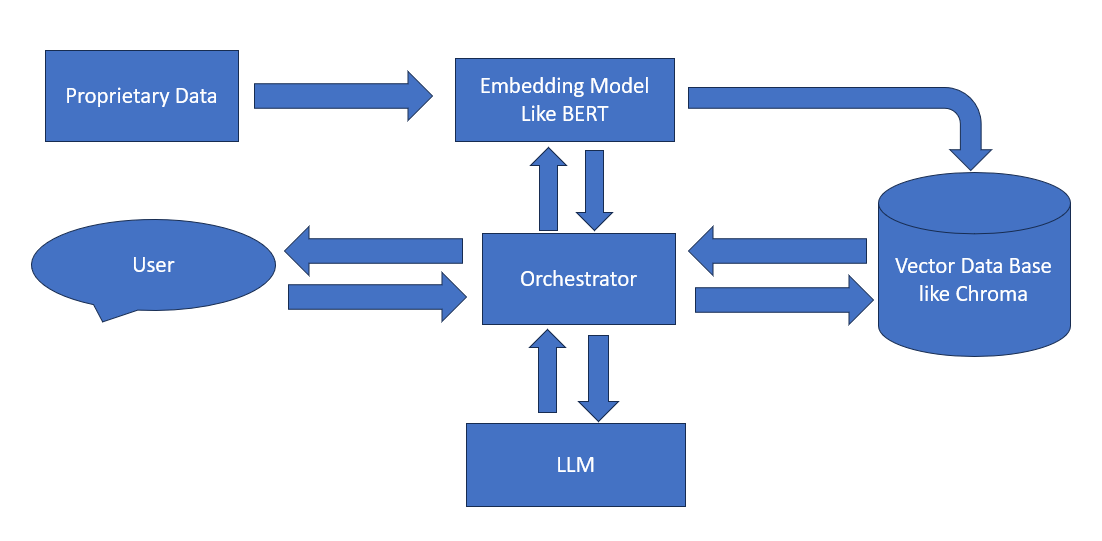 Proprietary Data
Embedding Model
Like BERT
User
Orchestrator
Vector Data Base
like Chroma
LLM